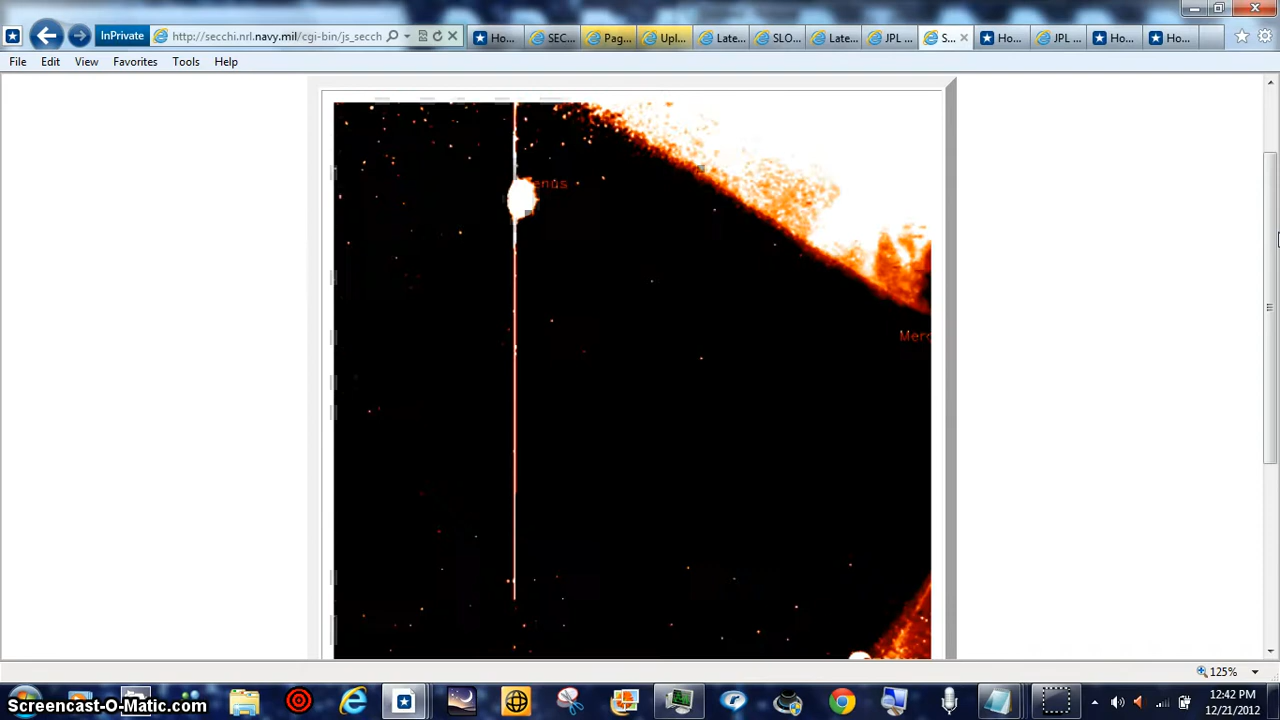 InPrivate
http://secchi.nrl.navy.mil/cgi-bin/js_secch
Ho...
SEC...
Pag...
Upl...
Late...
SLO...
Late...
JPL ...
S...
Ho...
JPL ...
Ho...
Ho...
File Edit View Favorites Tools Help
enus
Merc
125%
Screencast-O-Matic.com
12:42 PM
12/21/2012